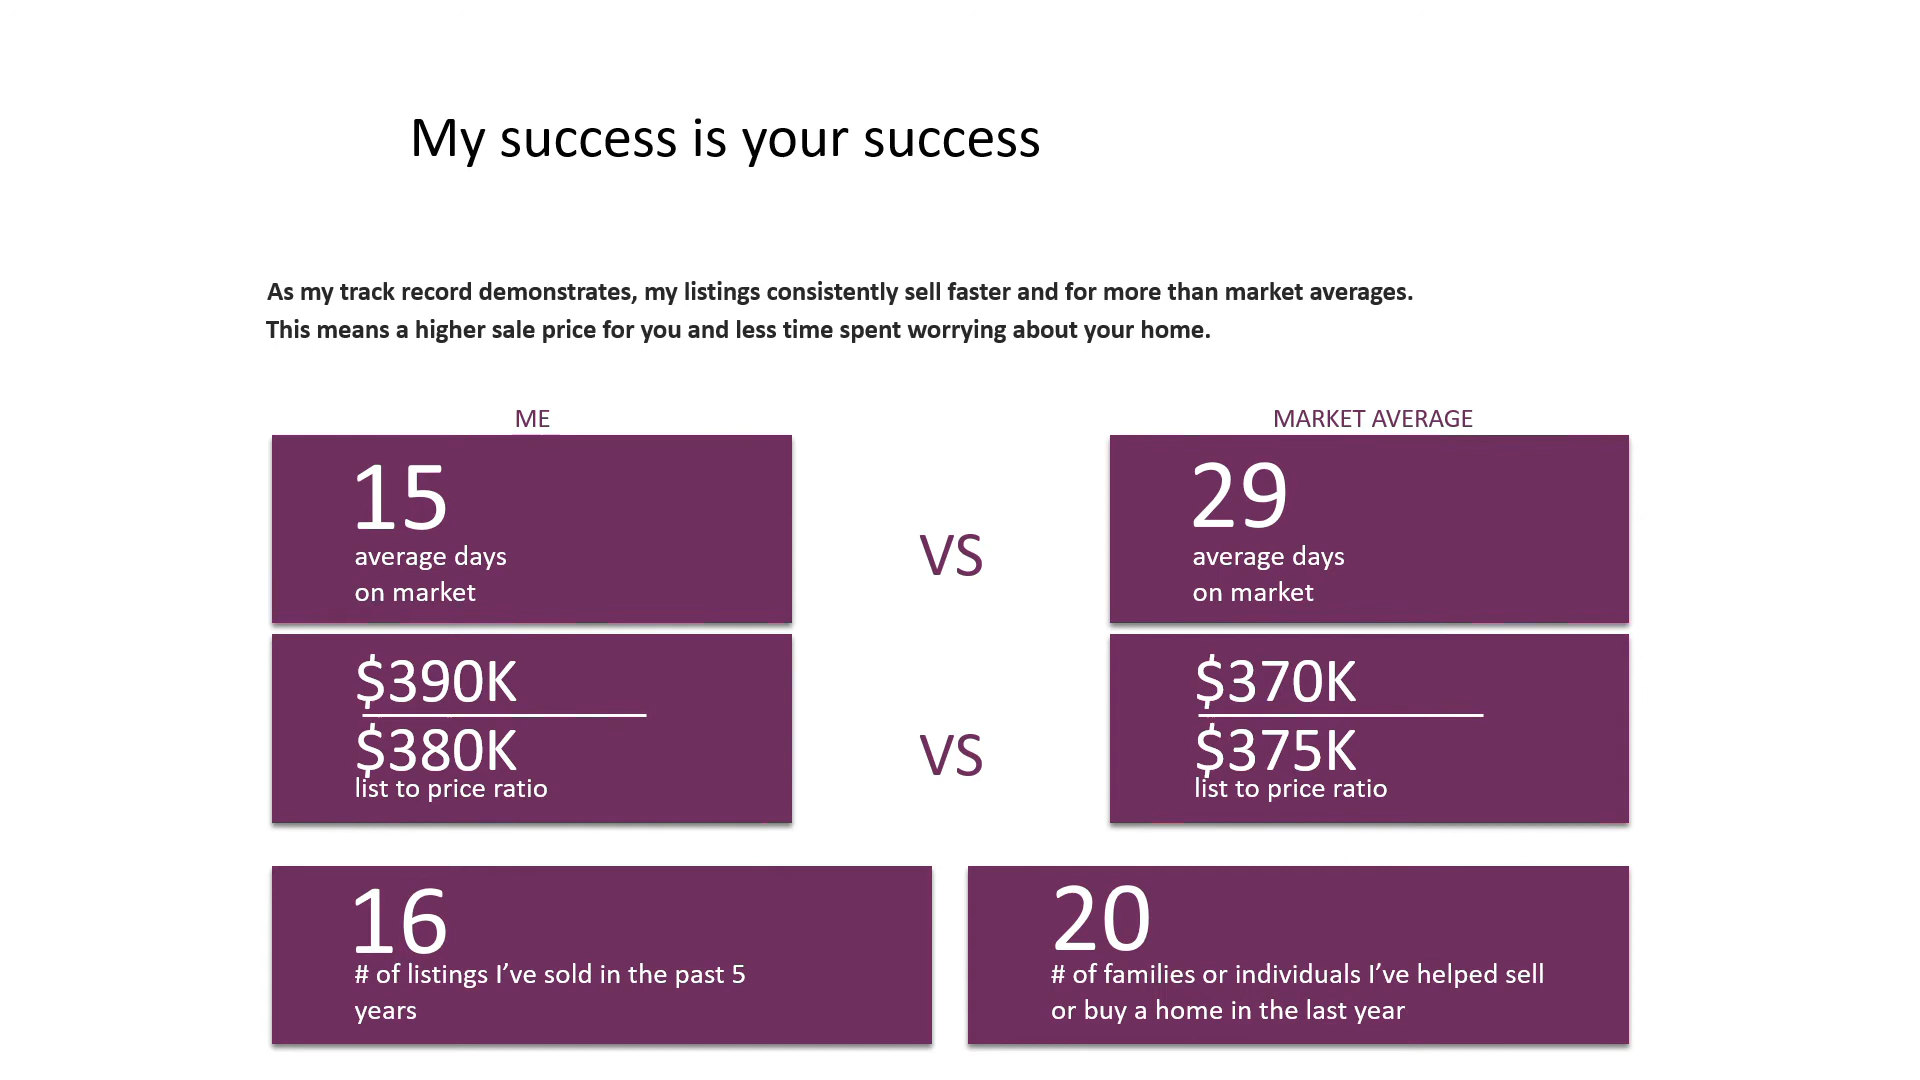 My success is your success
As my track record demonstrates, my listings consistently sell faster and for more than market averages.
This means a higher sale price for you and less time spent worrying about your home.
ME
MARKET AVERAGE
15
average days
on market
VS
29
average days
on market
$390K
$380K
list to price ratio
VS
$370K
$375K
list to price ratio
16
# of listings I’ve sold in the past 5
years
20
# of families or individuals I’ve helped sell
or buy a home in the last year